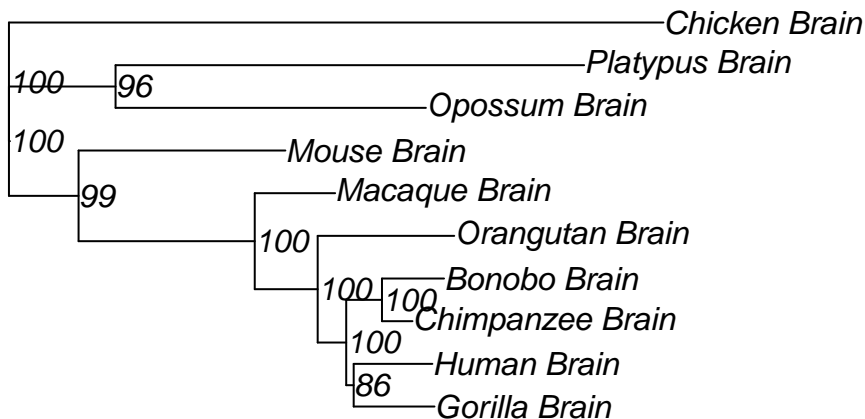 Chicken Brain
Platypus Brain
100
96
Opossum Brain
100
Mouse Brain
Macaque Brain
99
Orangutan Brain
100
Bonobo Brain
100
100
Chimpanzee Brain
100
Human Brain
86
Gorilla Brain